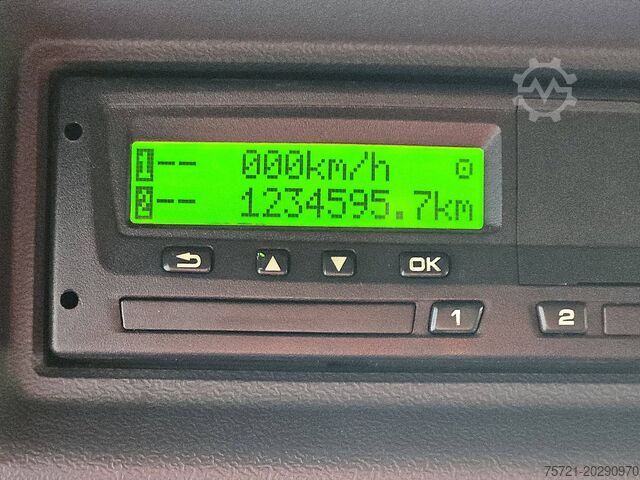 1-- 000km/h
2-- 1234595.7km
OK
1 2
75721-20290970